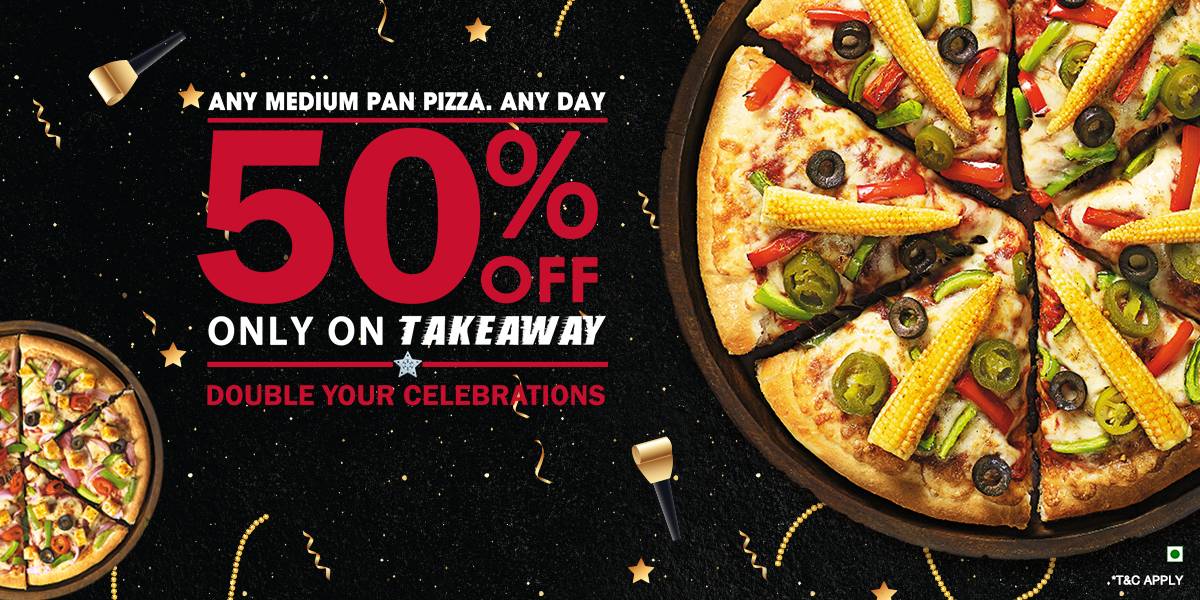 ANY MEDIUM PAN PIZZA. ANY DAY
50% OFF
ONLY ON TAKEAWAY
DOUBLE YOUR CELEBRATIONS
*T&C APPLY